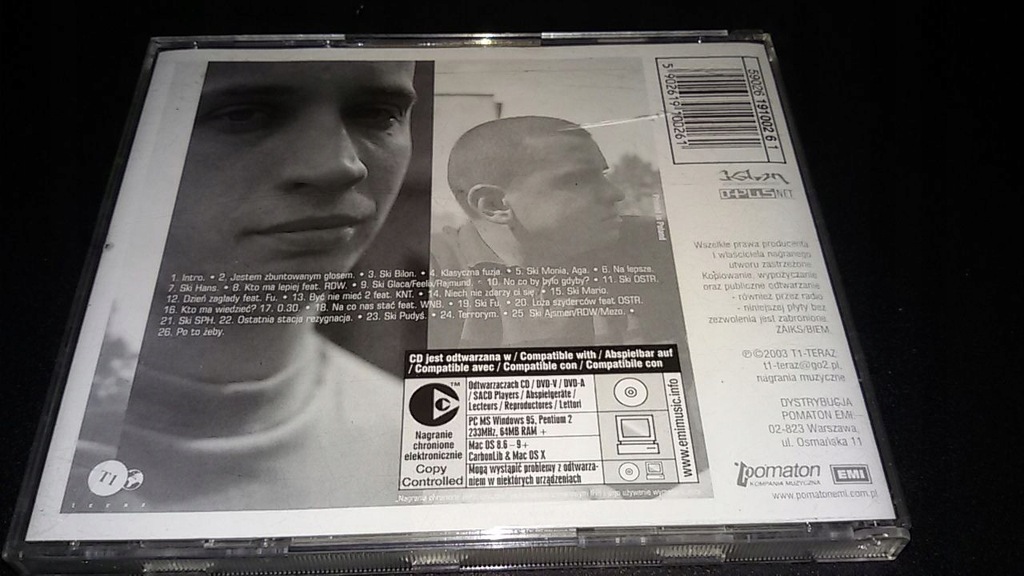 5 902619 100261
69026 191002 6 1
T+PLUS NET
Wszelkie prawa producenta
i właściciela nagranego
utworu zastrzeżone.
Kopiowanie, wypożyczanie
oraz publiczne odtwarzanie
- również przez radio
- niniejszej płyty bez
zezwolenia jest zabronione.
ZAIKS/BIEM.
℗©2003 T1-TERAZ
t1-teraz@go2.pl,
nagrania muzyczne
DYSTRYBUCJA
POMATON EMI
02-823 Warszawa,
ul. Osmańska 11
pomaton EMI
KOMPANIA MUZYCZNA
www.pomatonemi.com.pl
1. Intro. • 2. Jestem zbuntowanym głosem. • 3. Ski Bilon. • 4. Klasyczna fuzja. • 5. Ski Monia, Aga. • 6. Na lepsze.
7. Ski Hans. • 8. Kto ma lepiej feat. RDW. • 9. Ski Glaca/Feela/Rajmund. • 10. No co by było gdyby? • 11. Ski OSTR.
12. Dzień zagłady feat. Fu. • 13. Być nie mieć 2 feat. KNT. • 14. Niech nie zdarzy ci się. • 15. Ski Mario.
16. Kto ma wiedzieć? 17. 0.30 • 18. Na co nas stać feat. WNB. • 19. Ski Fu. • 20. Loża szyderców feat OSTR.
21. Ski SPH. 22. Ostatnia stacja rezygnacja. • 23. Ski Pudyś. • 24. Terrorym. • 25 Ski Ajsmen/RDW/Mezo. •
26. Po to żeby.
CD jest odtwarzana w / Compatible with / Abspielbar auf
/ Compatible avec / Compatible con / Compatibile con
Nagranie
chronione
elektronicznie
Copy
Controlled
TM
Odtwarzaczach CD / DVD-V / DVD-A
/ SACD Players / Abspielgeräte /
Lecteurs / Reproductores / Lettori
PC MS Windows 95, Pentium 2
233MHz, 64MB RAM +
Mac OS 8.6 - 9+
CarbonLib & Mac OS X
Mogą wystąpić problemy z odtwarza-
niem w niektórych urządzeniach
www.emimusic.info
T1
teraz